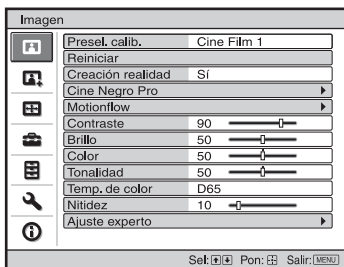 Imagen
Presel. calib. Cine Film 1
Reiniciar
Creación realidad Sí
Cine Negro Pro
Motionflow
Contraste 90
Brillo 50
Color 50
Tonalidad 50
Temp. de color D65
Nitidez 10
Ajuste experto
Sel: Pon: Salir: MENU